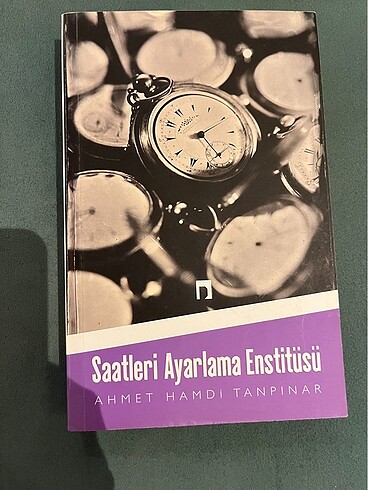 Saatleri Ayarlama Enstitüsü
AHMET HAMDİ TANPINAR